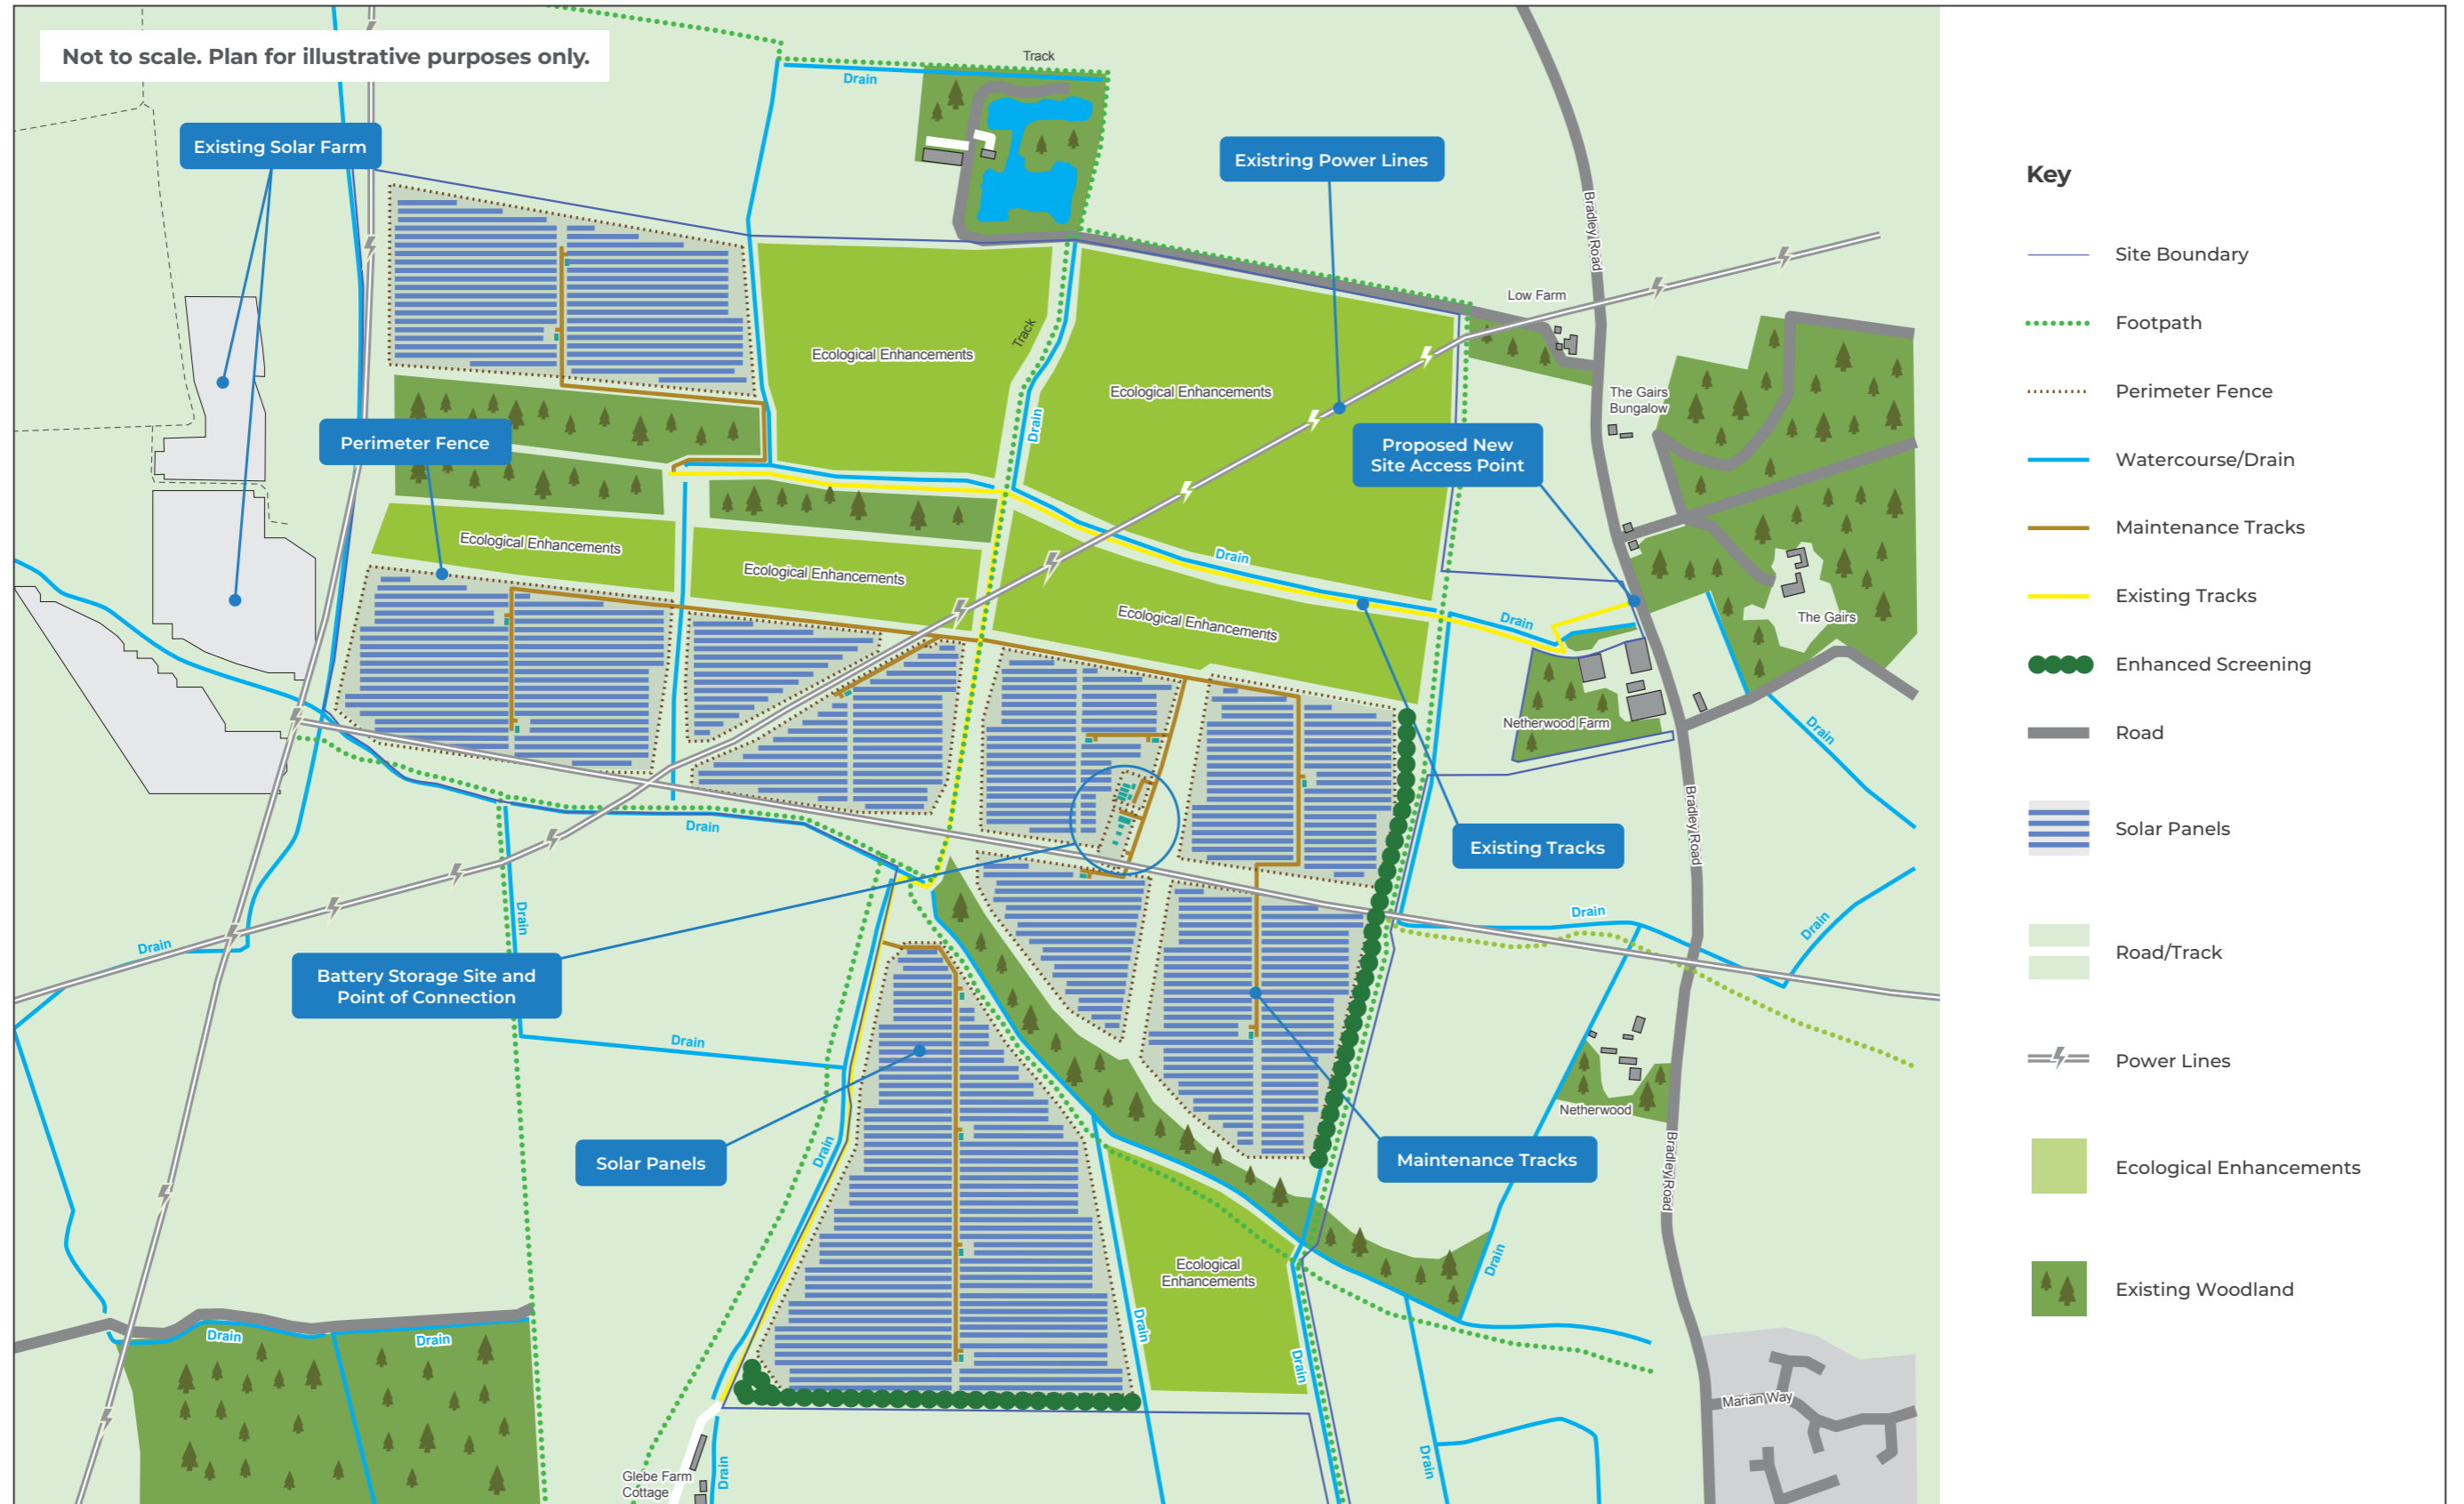 Not to scale. Plan for illustrative purposes only.
Track
Drain
Existing Solar Farm
Existring Power Lines
Bradley Road
Low Farm
Track
Ecological Enhancements
Ecological Enhancements
The Gairs
Bungalow
Drain
Perimeter Fence
Proposed New
Site Access Point
Ecological Enhancements
Ecological Enhancements
Drain
Ecological Enhancements
Drain
The Gairs
Netherwood Farm
Drain
Drain
Bradley Road
Existing Tracks
Drain
Drain
Drain
Drain
Battery Storage Site and
Point of Connection
Drain
Solar Panels
Drain
Maintenance Tracks
Netherwood
Bradley Road
Ecological
Enhancements
Drain
Drain
Drain
Drain
Drain
Marian Way
Drain
Drain
Glebe Farm
Cottage
Key
Site Boundary
Footpath
Perimeter Fence
Watercourse/Drain
Maintenance Tracks
Existing Tracks
Enhanced Screening
Road
Solar Panels
Road/Track
Power Lines
Ecological Enhancements
Existing Woodland